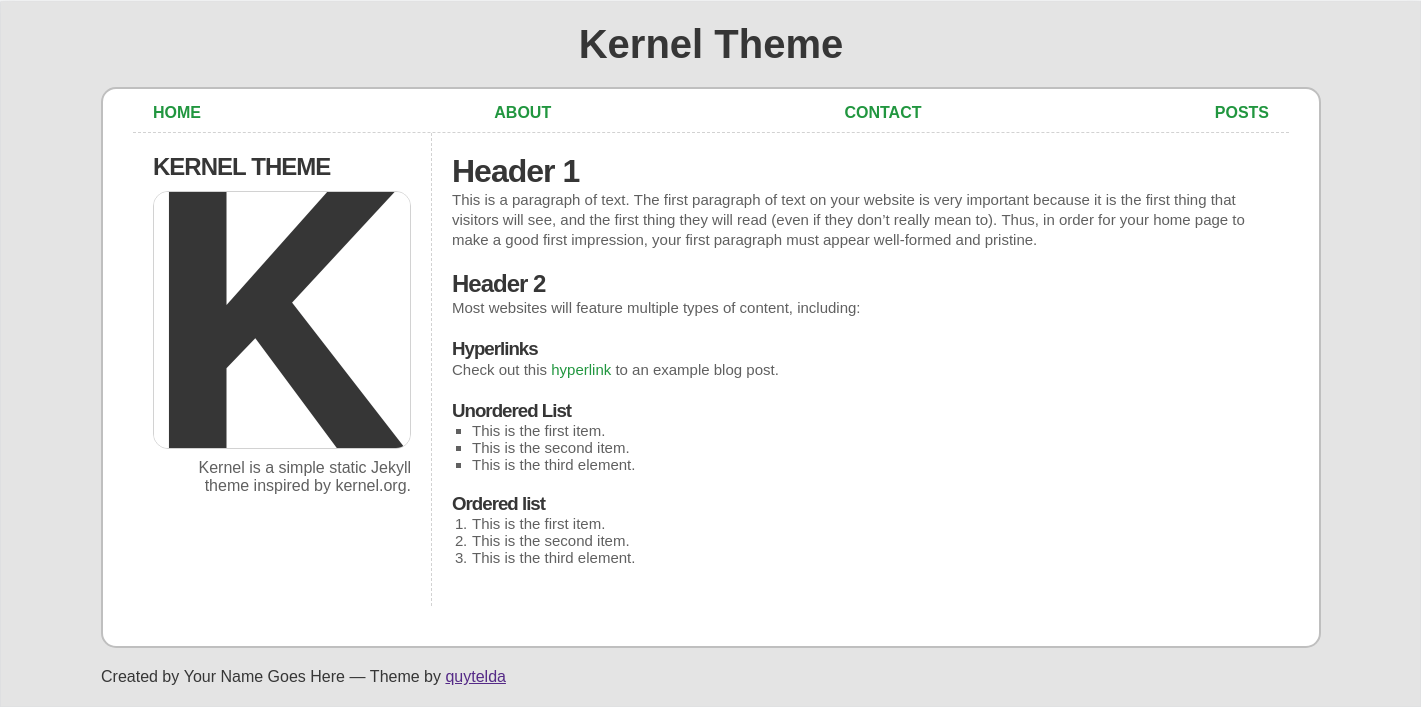 Kernel Theme
HOME ABOUT CONTACT POSTS
KERNEL THEME
K
Kernel is a simple static Jekyll
theme inspired by kernel.org.
Header 1
This is a paragraph of text. The first paragraph of text on your website is very important because it is the first thing that
visitors will see, and the first thing they will read (even if they don’t really mean to). Thus, in order for your home page to
make a good first impression, your first paragraph must appear well-formed and pristine.
Header 2
Most websites will feature multiple types of content, including:
Hyperlinks
Check out this hyperlink to an example blog post.
Unordered List
This is the first item.
This is the second item.
This is the third element.
Ordered list
1. This is the first item.
2. This is the second item.
3. This is the third element.
Created by Your Name Goes Here — Theme by quytelda